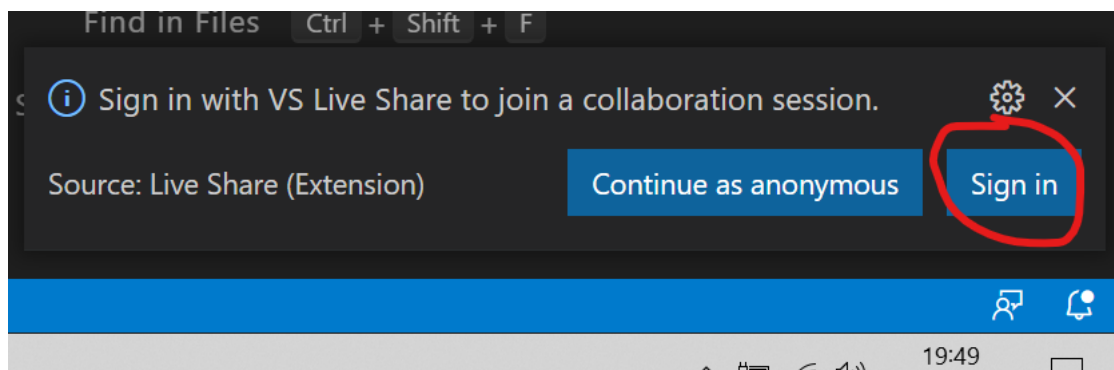 Find in Files Ctrl + Shift + F
Sign in with VS Live Share to join a collaboration session.
Source: Live Share (Extension) Continue as anonymous Sign in
19:49